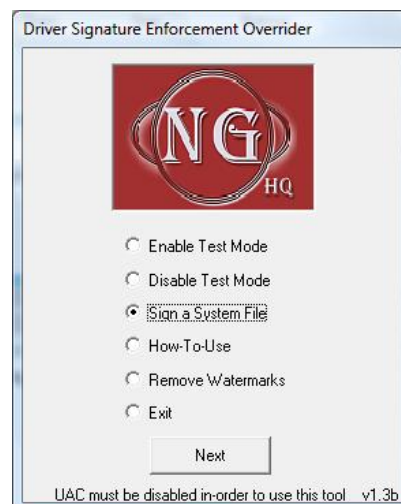 Driver Signature Enforcement Overrider
NG
HQ
Enable Test Mode
Disable Test Mode
Sign a System File
How-To-Use
Remove Watermarks
Exit
Next
UAC must be disabled in-order to use this tool v1.3b